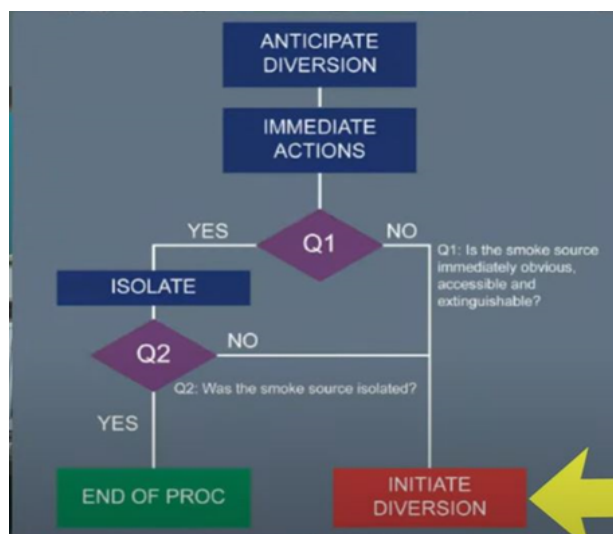 ANTICIPATE
DIVERSION
IMMEDIATE
ACTIONS
YES
Q1
NO
Q1: Is the smoke source
immediately obvious,
accessible and
extinguishable?
ISOLATE
Q2
NO
Q2: Was the smoke source isolated?
YES
END OF PROC
INITIATE
DIVERSION